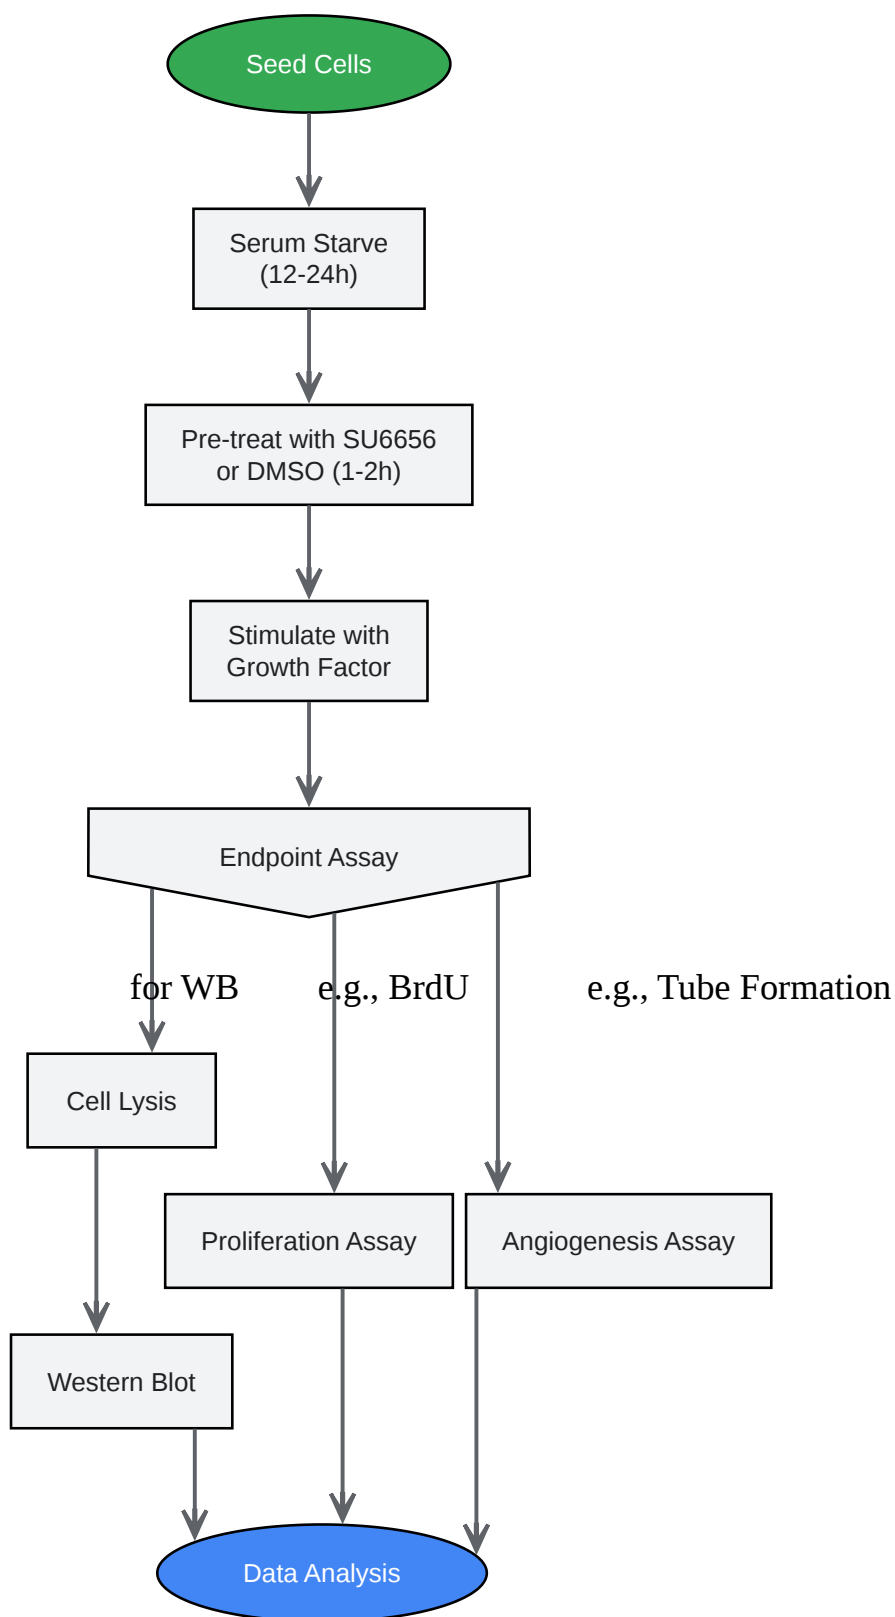 Seed Cells
Serum Starve
(12-24h)
Pre-treat with SU6656
or DMSO (1-2h)
Stimulate with
Growth Factor
Endpoint Assay
for WB
e.g., BrdU
e.g., Tube Formation
Cell Lysis
Proliferation Assay
Angiogenesis Assay
Western Blot
Data Analysis